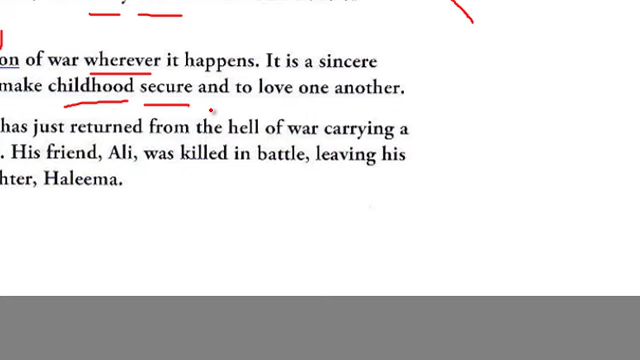 on of war wherever it happens. It is a sincere
make childhood secure and to love one another.
has just returned from the hell of war carrying a
. His friend, Ali, was killed in battle, leaving his
hter, Haleema.